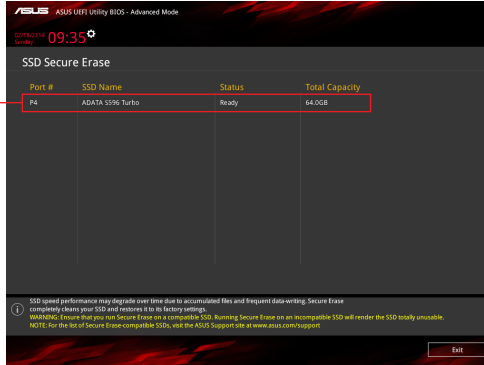 ASUS ASUS UEFI Utility BIOS - Advanced Mode
Sunday 09:35
SSD Secure Erase
Port # SSD Name Status Total Capacity
P4 ADATA S596 Turbo Ready 64.0GB
SSD speed performance may degrade over time due to accumulated files and frequent data-writing. Secure Erase
completely cleans your SSD and restores it to its factory settings.
WARNING: Ensure that you run Secure Erase on a compatible SSD. Running Secure Erase on an incompatible SSD will render the SSD totally unusable.
NOTE: For the list of Secure Erase-compatible SSDs, visit the ASUS Support site at www.asus.com/support
Exit